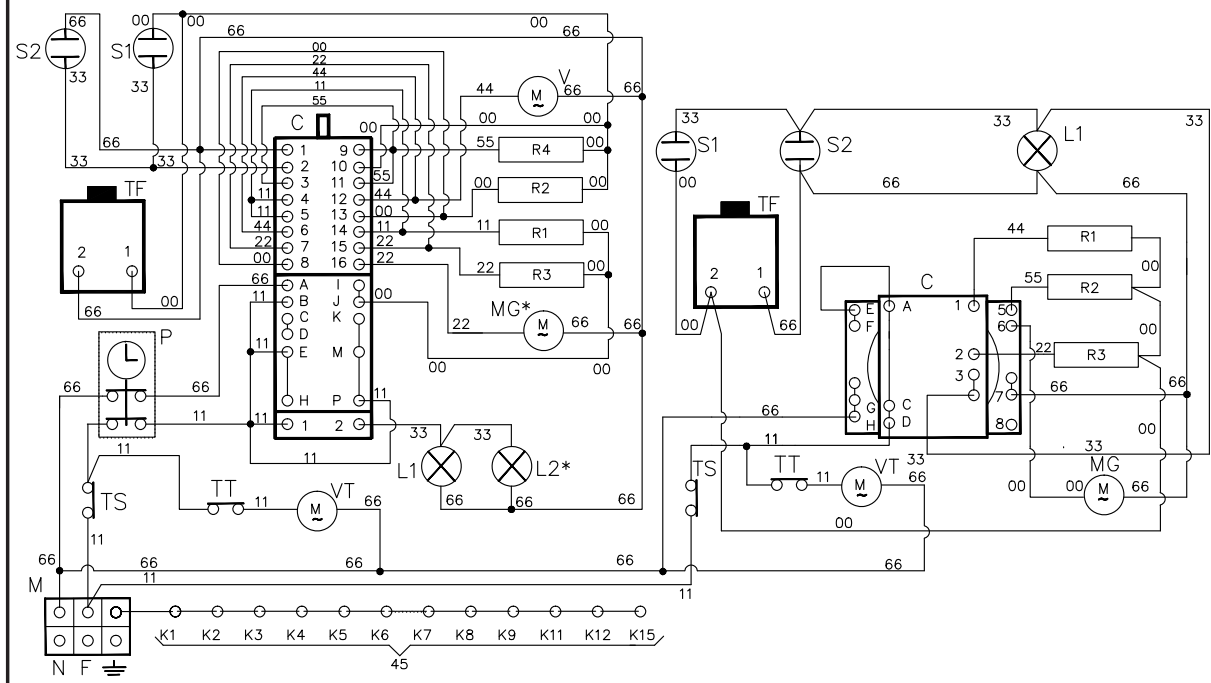 66 00 00 00
66 66
S2 S1
00
22
33 33 44
11 V
55 44 M 66 66
C 00 00 00
33 33 33
66 1 9 55 R4 00 S1 S2 L1
33 33 2 10
3 11 55 00 R2 00 00 66 66
TF 11 4 12 44
11 5 13 00 TF
44 6 14 11 11 R1 00
2 1 22 7 15 22 44 R1
00 8 16 22 22 R3 00 2 1 C 00
66 A I MG* E A 1 55 R2
66 00 11 B J 00 5
C K 22 M 66 66 00 66 F 6 00
P D 2 22 R3
11 E M 00 00 3
66 66 66 G C 7 66 66
H P 11 H D 8 00
11 11 1 2 33 33 11 33
11 11 TS TT 11 VT 33 66 MG
L1 L2* M 00 00 M 66
TS TT 11 VT 66 66 66
M 00
11
66 66 66 66 66
M 11 11
K1 K2 K3 K4 K5 K6 K7 K8 K9 K11 K12 K15
N F 45